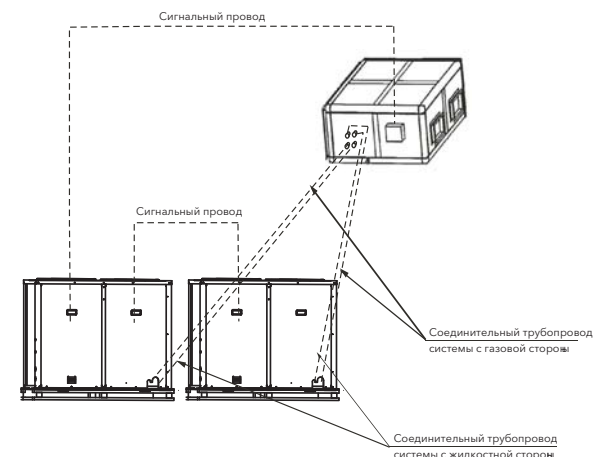 Сигнальный провод
Сигнальный провод
Соединительный трубопровод
системы с газовой стороны
Соединительный трубопровод
системы с жидкостной стороны